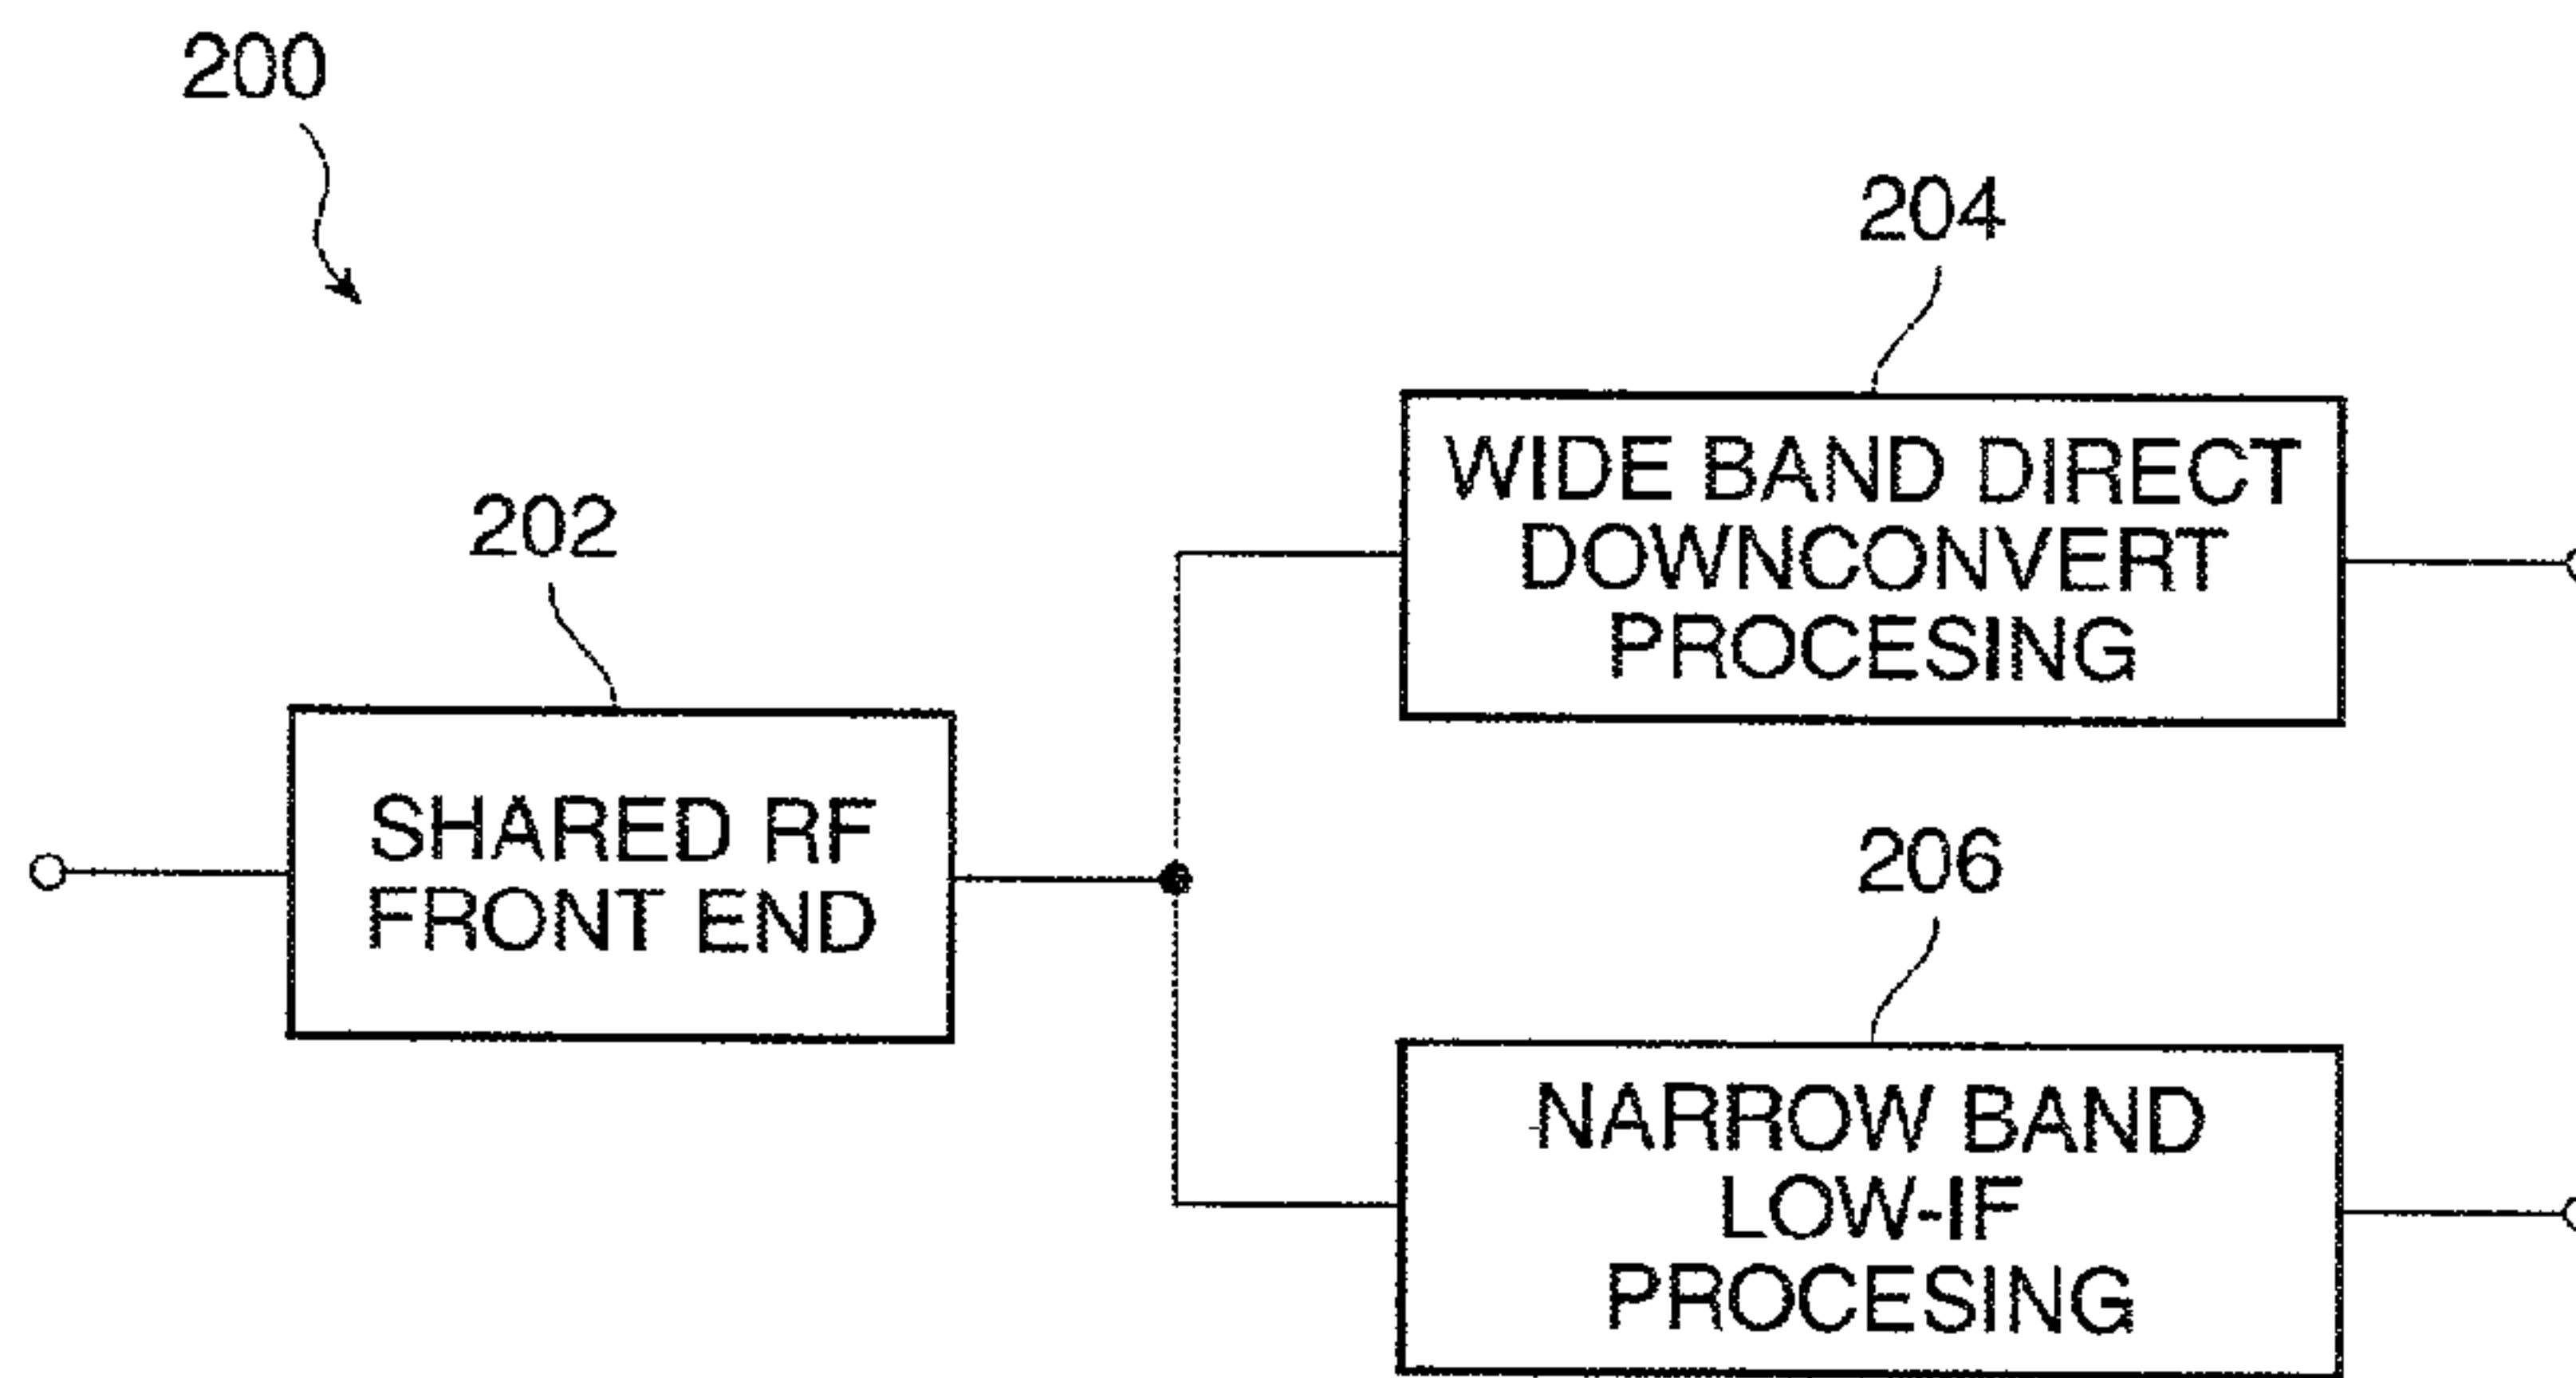 200
204
WIDE BAND DIRECT
DOWNCONVERT
PROCESING
202
SHARED RF
FRONT END
206
NARROW BAND
LOW-IF
PROCESING